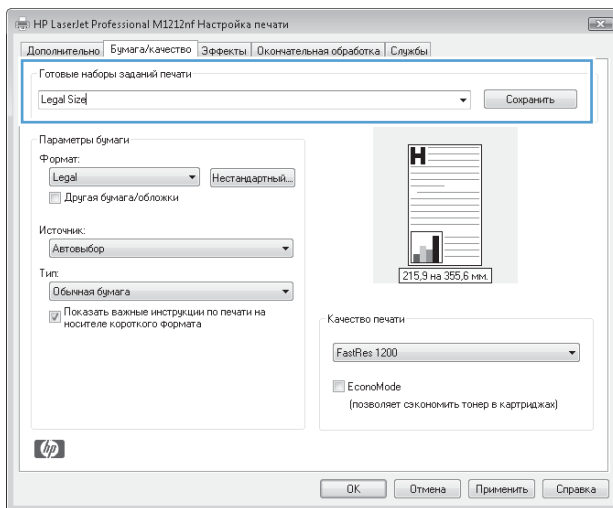 HP LaserJet Professional M1212nf Настройка печати
Дополнительно Бумага/качество Эффекты Окончательная обработка Службы
Готовые наборы заданий печати
Legal Size
Сохранить
Параметры бумаги
Формат:
Legal
Нестандартный...
Другая бумага/обложки
Источник:
Автовыбор
Тип:
Обычная бумага
Показать важные инструкции по печати на
носителе короткого формата
H
215,9 на 355,6 мм.
Качество печати
FastRes 1200
EconoMode
(позволяет сэкономить тонер в картриджах)
hp
OK Отмена Применить Справка